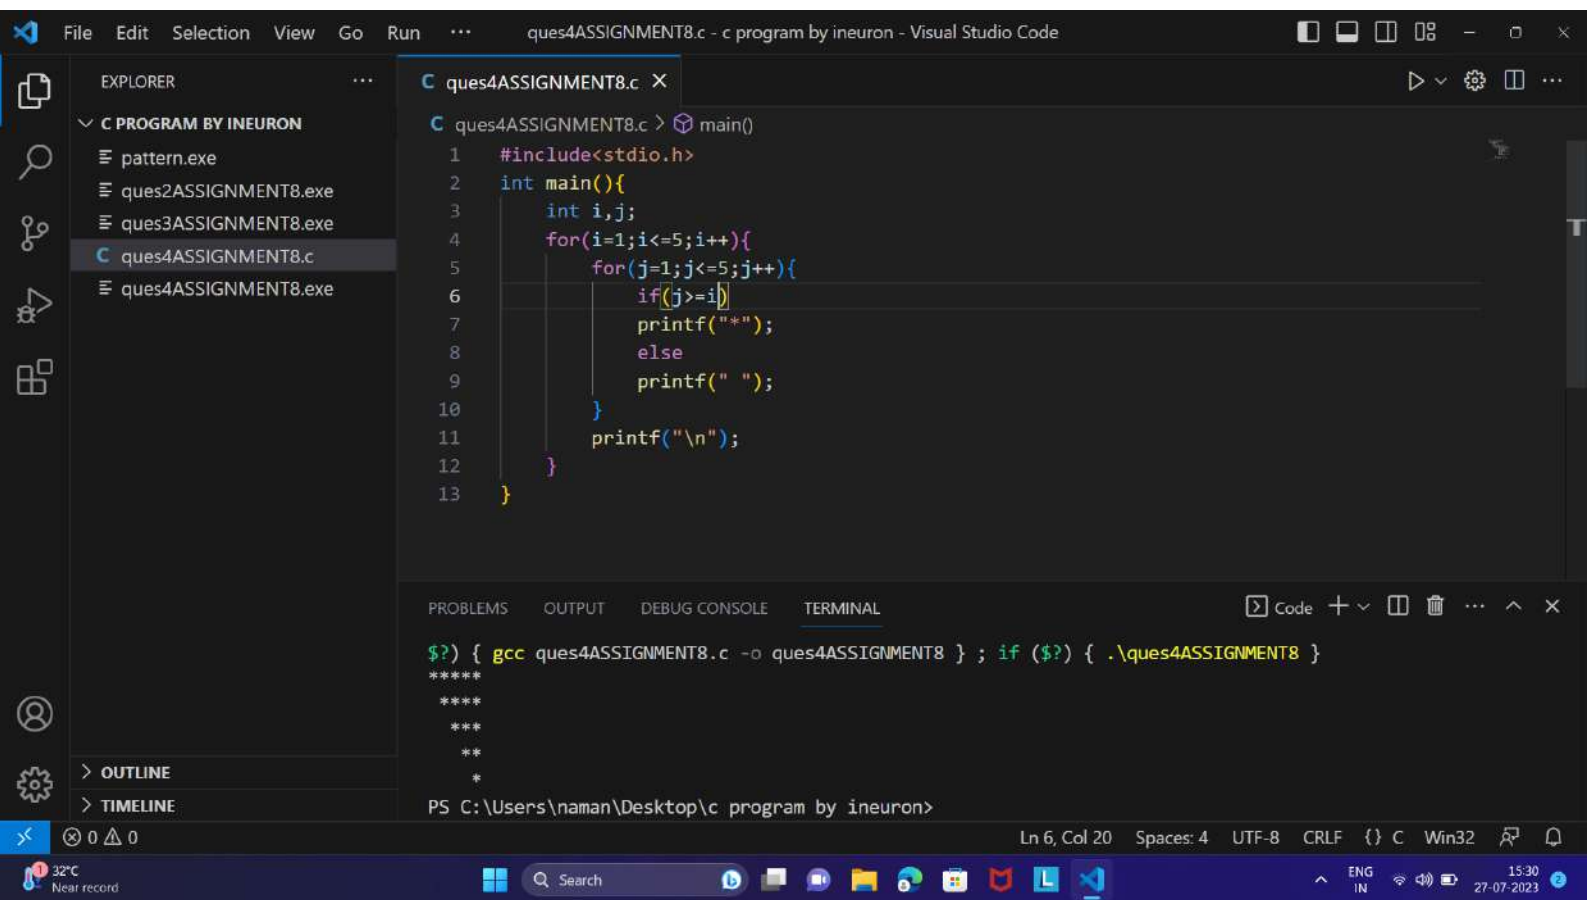 File Edit Selection View Go Run ··· ques4ASSIGNMENT8.c - c program by ineuron - Visual Studio Code
EXPLORER ···
C PROGRAM BY INEURON
pattern.exe
ques2ASSIGNMENT8.exe
ques3ASSIGNMENT8.exe
C ques4ASSIGNMENT8.c
ques4ASSIGNMENT8.exe
OUTLINE
TIMELINE
C ques4ASSIGNMENT8.c
C ques4ASSIGNMENT8.c > main()
1 #include<stdio.h>
2 int main(){
3 int i,j;
4 for(i=1;i<=5;i++){
5 for(j=1;j<=5;j++){
6 if(j>=i)
7 printf("*");
8 else
9 printf(" ");
10 }
11 printf("\n");
12 }
13 }
PROBLEMS OUTPUT DEBUG CONSOLE TERMINAL Code
$?) { gcc ques4ASSIGNMENT8.c -o ques4ASSIGNMENT8 } ; if ($?) { .\ques4ASSIGNMENT8 }
*****
 ****
  ***
   **
    *
PS C:\Users\naman\Desktop\c program by ineuron>
0 0 Ln 6, Col 20 Spaces: 4 UTF-8 CRLF {} C Win32
1 32°C
Near record
Search
L
ENG
IN
15:30
27-07-2023
2